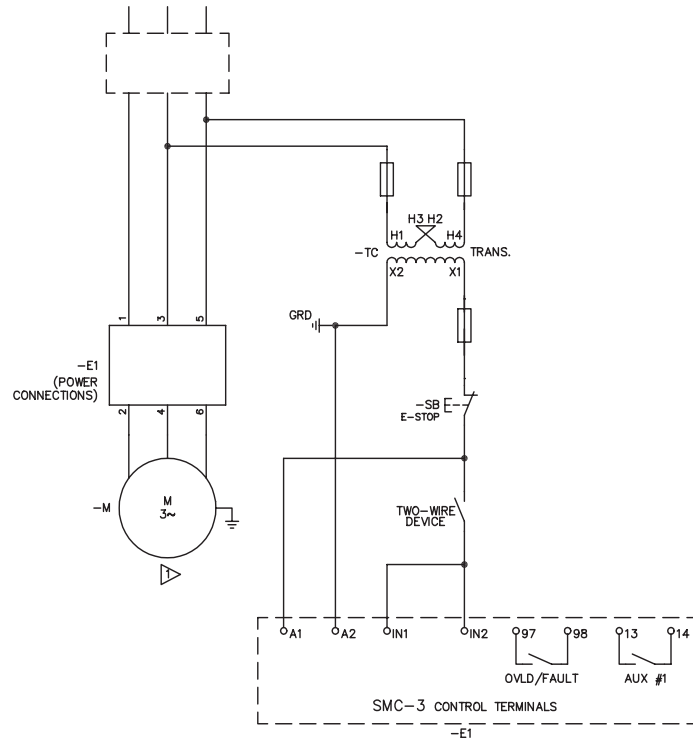 H3 H2
H1 H4
-TC TRANS.
X2 X1
GRD
1 3 5
-E1
(POWER
CONNECTIONS)
2 4 6
-SB
E-STOP
-M
M
3~
1
TWO-WIRE
DEVICE
A1 A2 IN1 IN2 97 98 13 14
OVLD/FAULT AUX #1
SMC-3 CONTROL TERMINALS
-E1